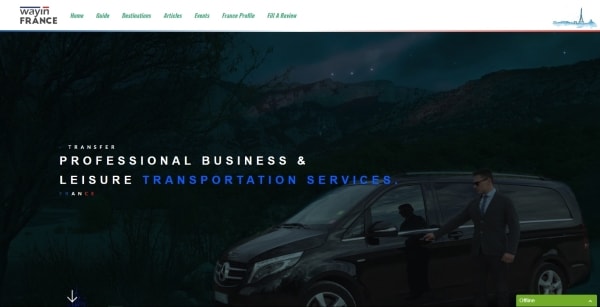 wayin
FRANCE
Home Guide Destinations Articles Events France Profile Fill A Review
TRANSFER
PROFESSIONAL BUSINESS &
LEISURE TRANSPORTATION SERVICES.
FRANCE
Offline